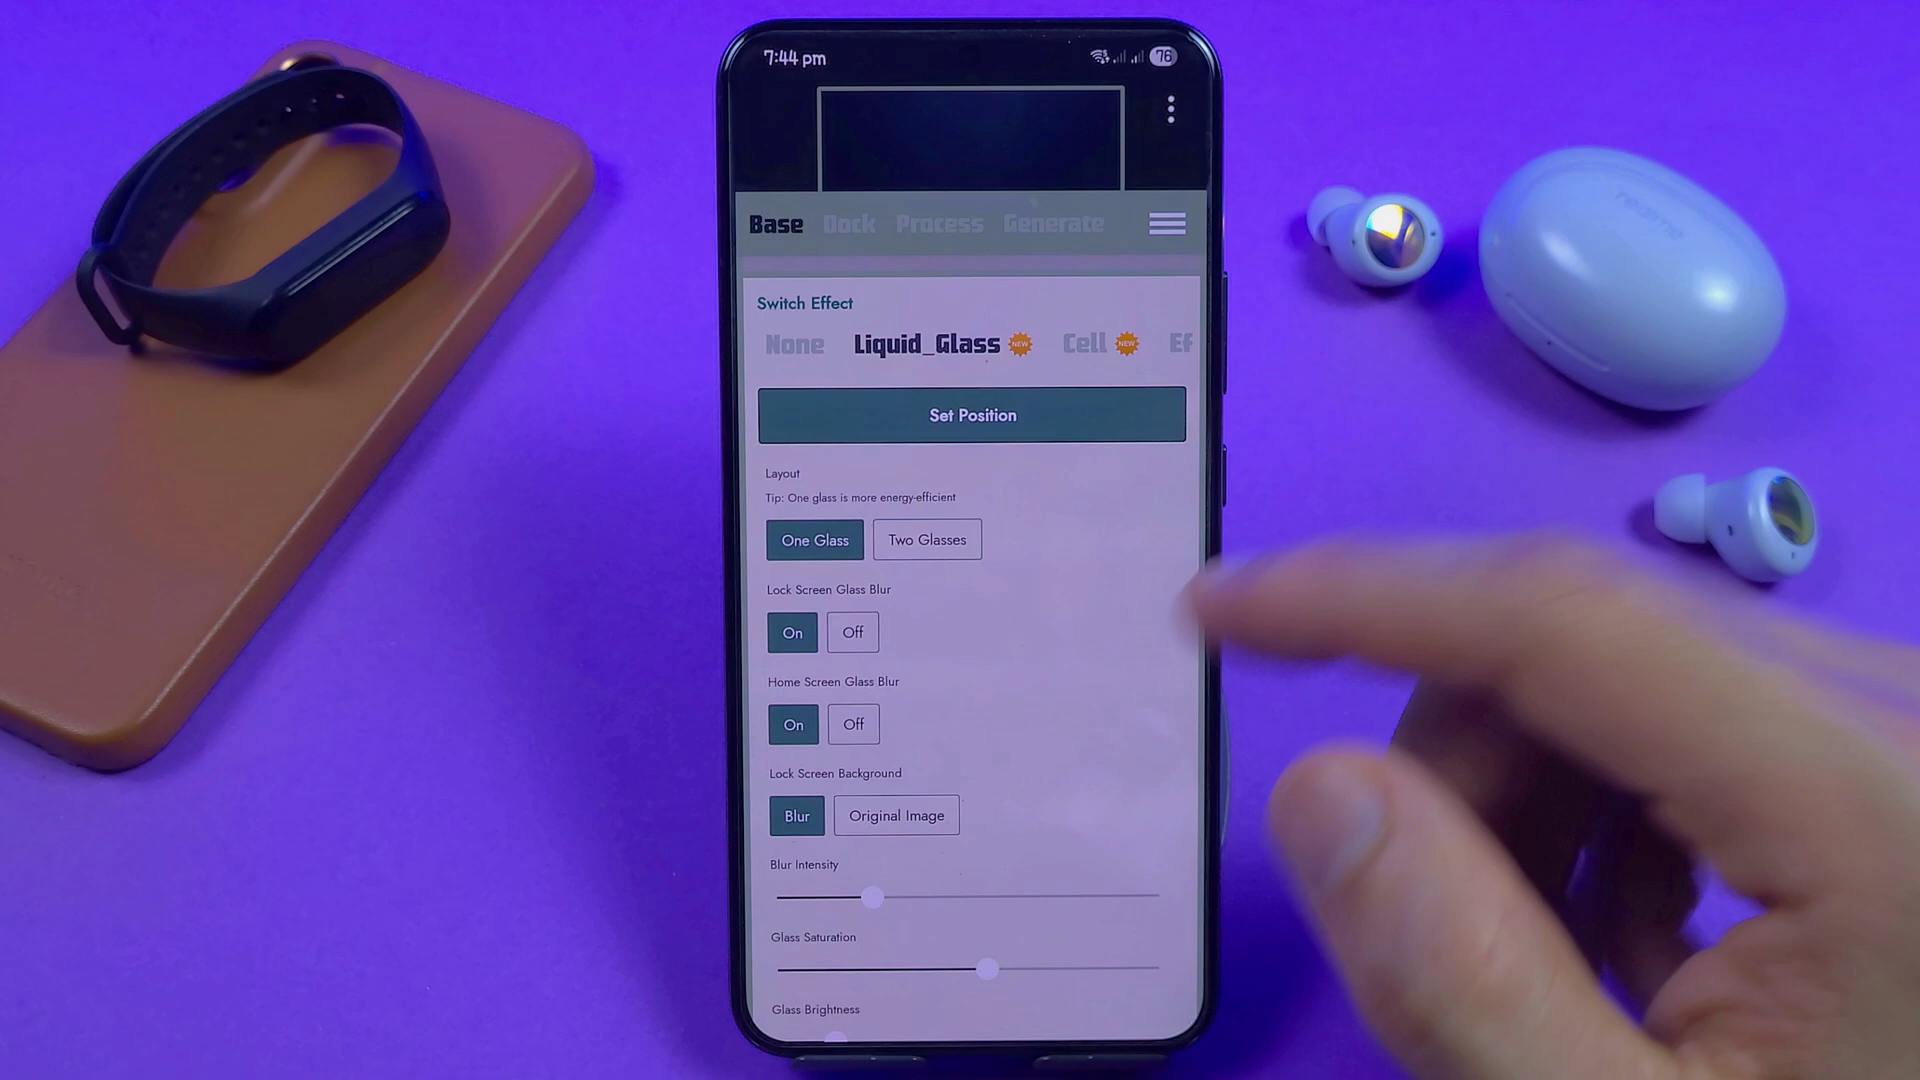 7:44 pm
76
Base Dock Process Generate
Switch Effect
None Liquid_Glass NEW Cell NEW Ef
Set Position
Layout
Tip: One glass is more energy-efficient
One Glass Two Glasses
Lock Screen Glass Blur
On Off
Home Screen Glass Blur
On Off
Lock Screen Background
Blur Original Image
Blur Intensity
Glass Saturation
Glass Brightness
realme